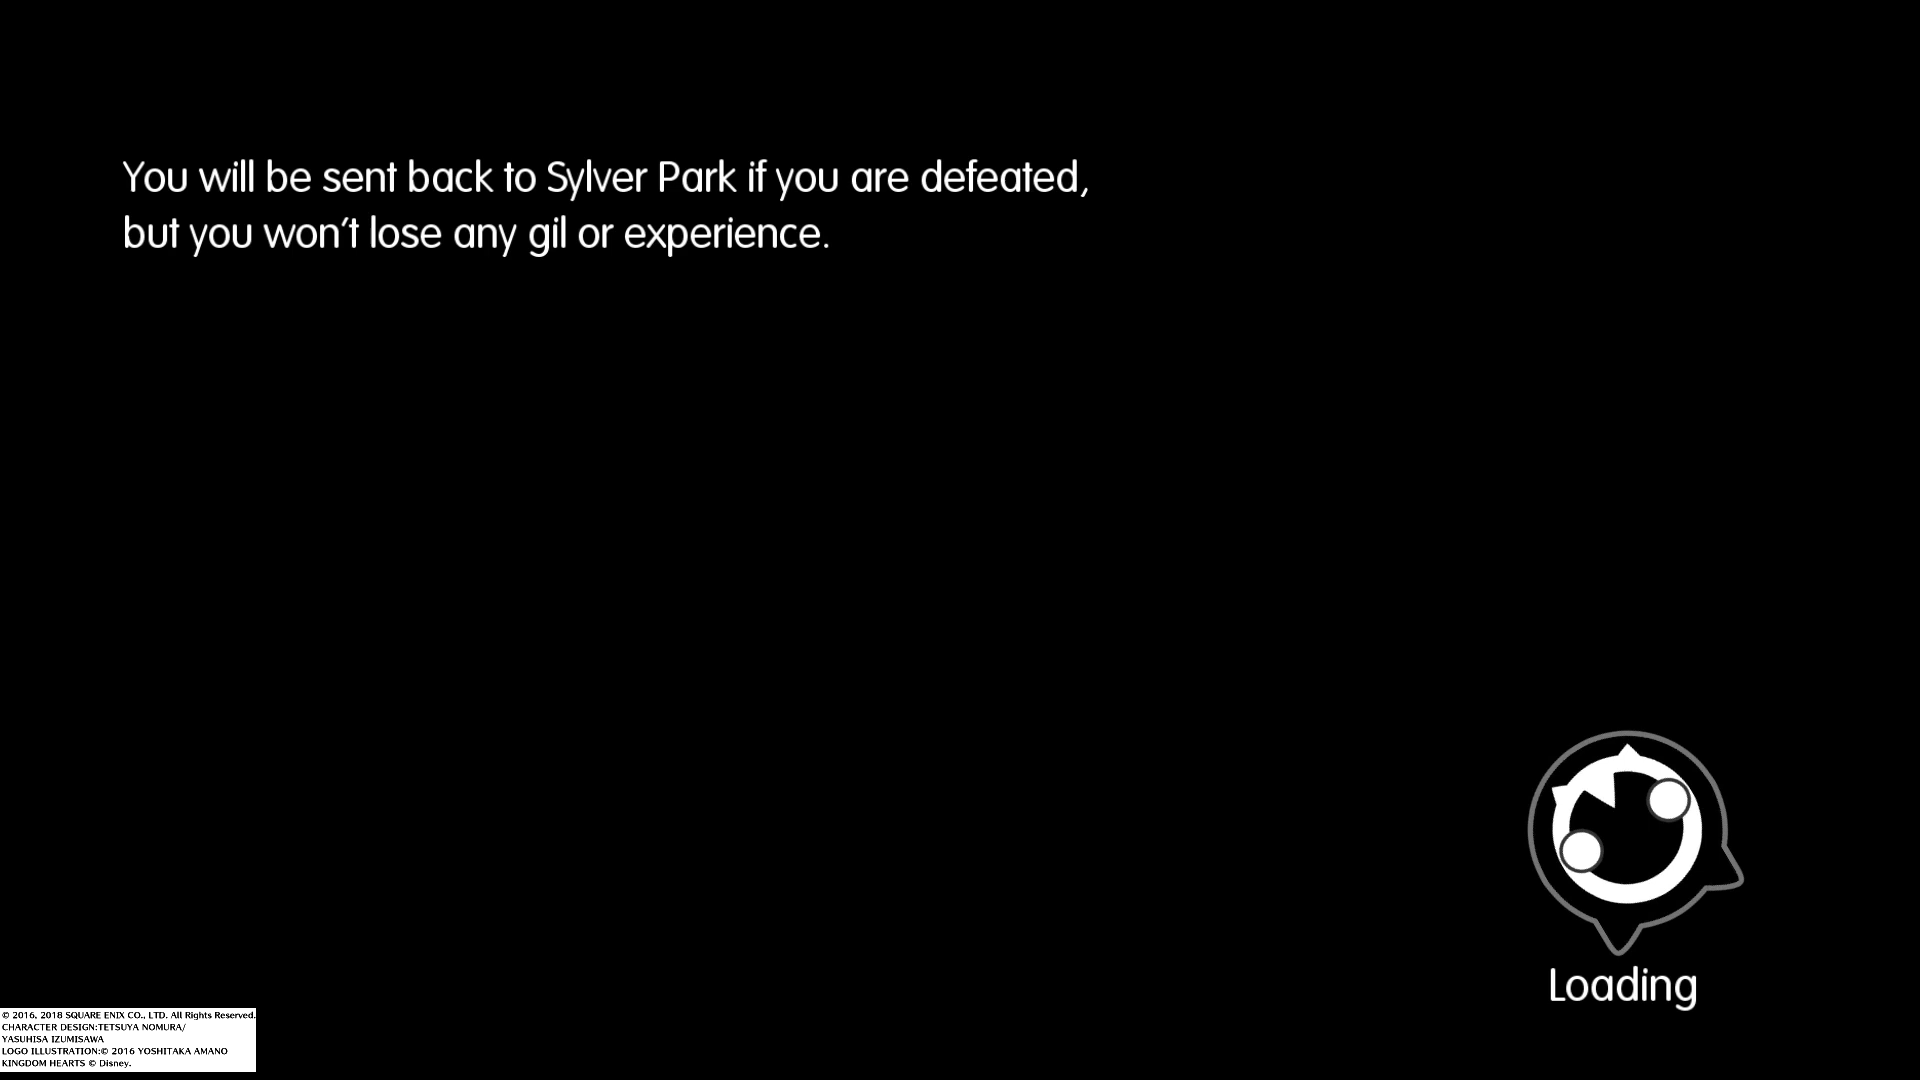 You will be sent back to Sylver Park if you are defeated,
but you won't lose any gil or experience.
Loading
© 2016, 2018 SQUARE ENIX CO., LTD. All Rights Reserved.
CHARACTER DESIGN:TETSUYA NOMURA/
YASUHISA IZUMISAWA
LOGO ILLUSTRATION:© 2016 YOSHITAKA AMANO
KINGDOM HEARTS © Disney.